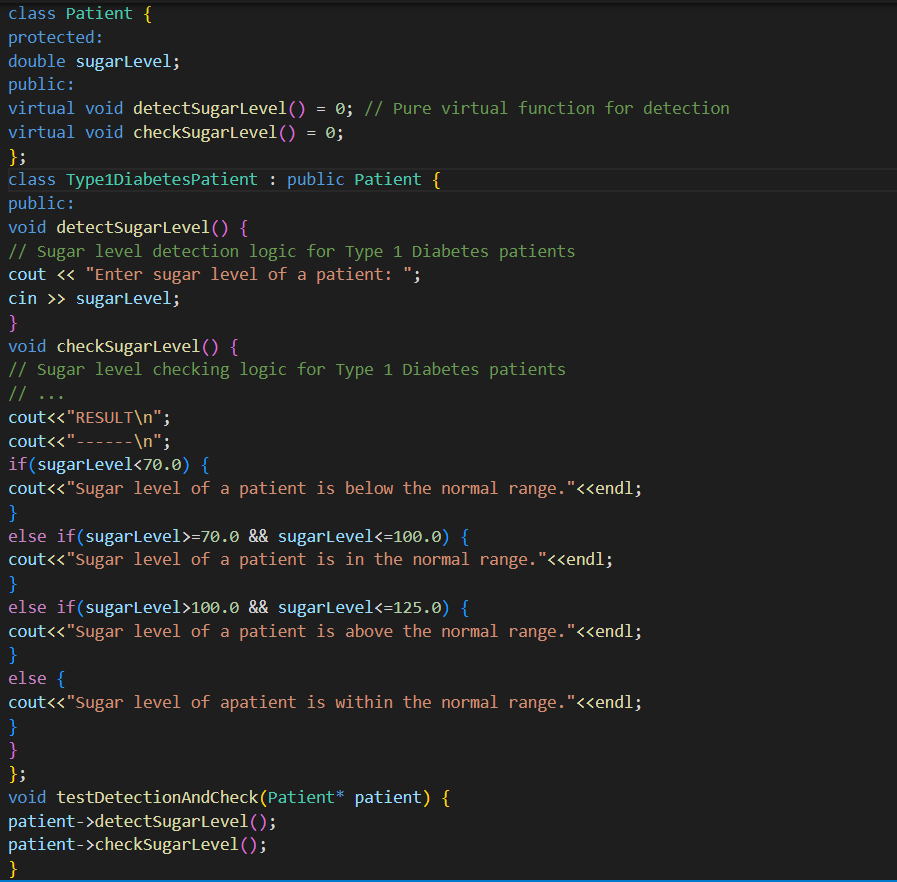 class Patient {
protected:
double sugarLevel;
public:
virtual void detectSugarLevel() = 0; // Pure virtual function for detection
virtual void checkSugarLevel() = 0;
};
class Type1DiabetesPatient : public Patient {
public:
void detectSugarLevel() {
// Sugar level detection logic for Type 1 Diabetes patients
cout << "Enter sugar level of a patient: ";
cin >> sugarLevel;
}
void checkSugarLevel() {
// Sugar level checking logic for Type 1 Diabetes patients
// ...
cout<<"RESULT\n";
cout<<"------\n";
if(sugarLevel<70.0) {
cout<<"Sugar level of a patient is below the normal range."<<endl;
}
else if(sugarLevel>=70.0 && sugarLevel<=100.0) {
cout<<"Sugar level of a patient is in the normal range."<<endl;
}
else if(sugarLevel>100.0 && sugarLevel<=125.0) {
cout<<"Sugar level of a patient is above the normal range."<<endl;
}
else {
cout<<"Sugar level of apatient is within the normal range."<<endl;
}
}
};
void testDetectionAndCheck(Patient* patient) {
patient->detectSugarLevel();
patient->checkSugarLevel();
}